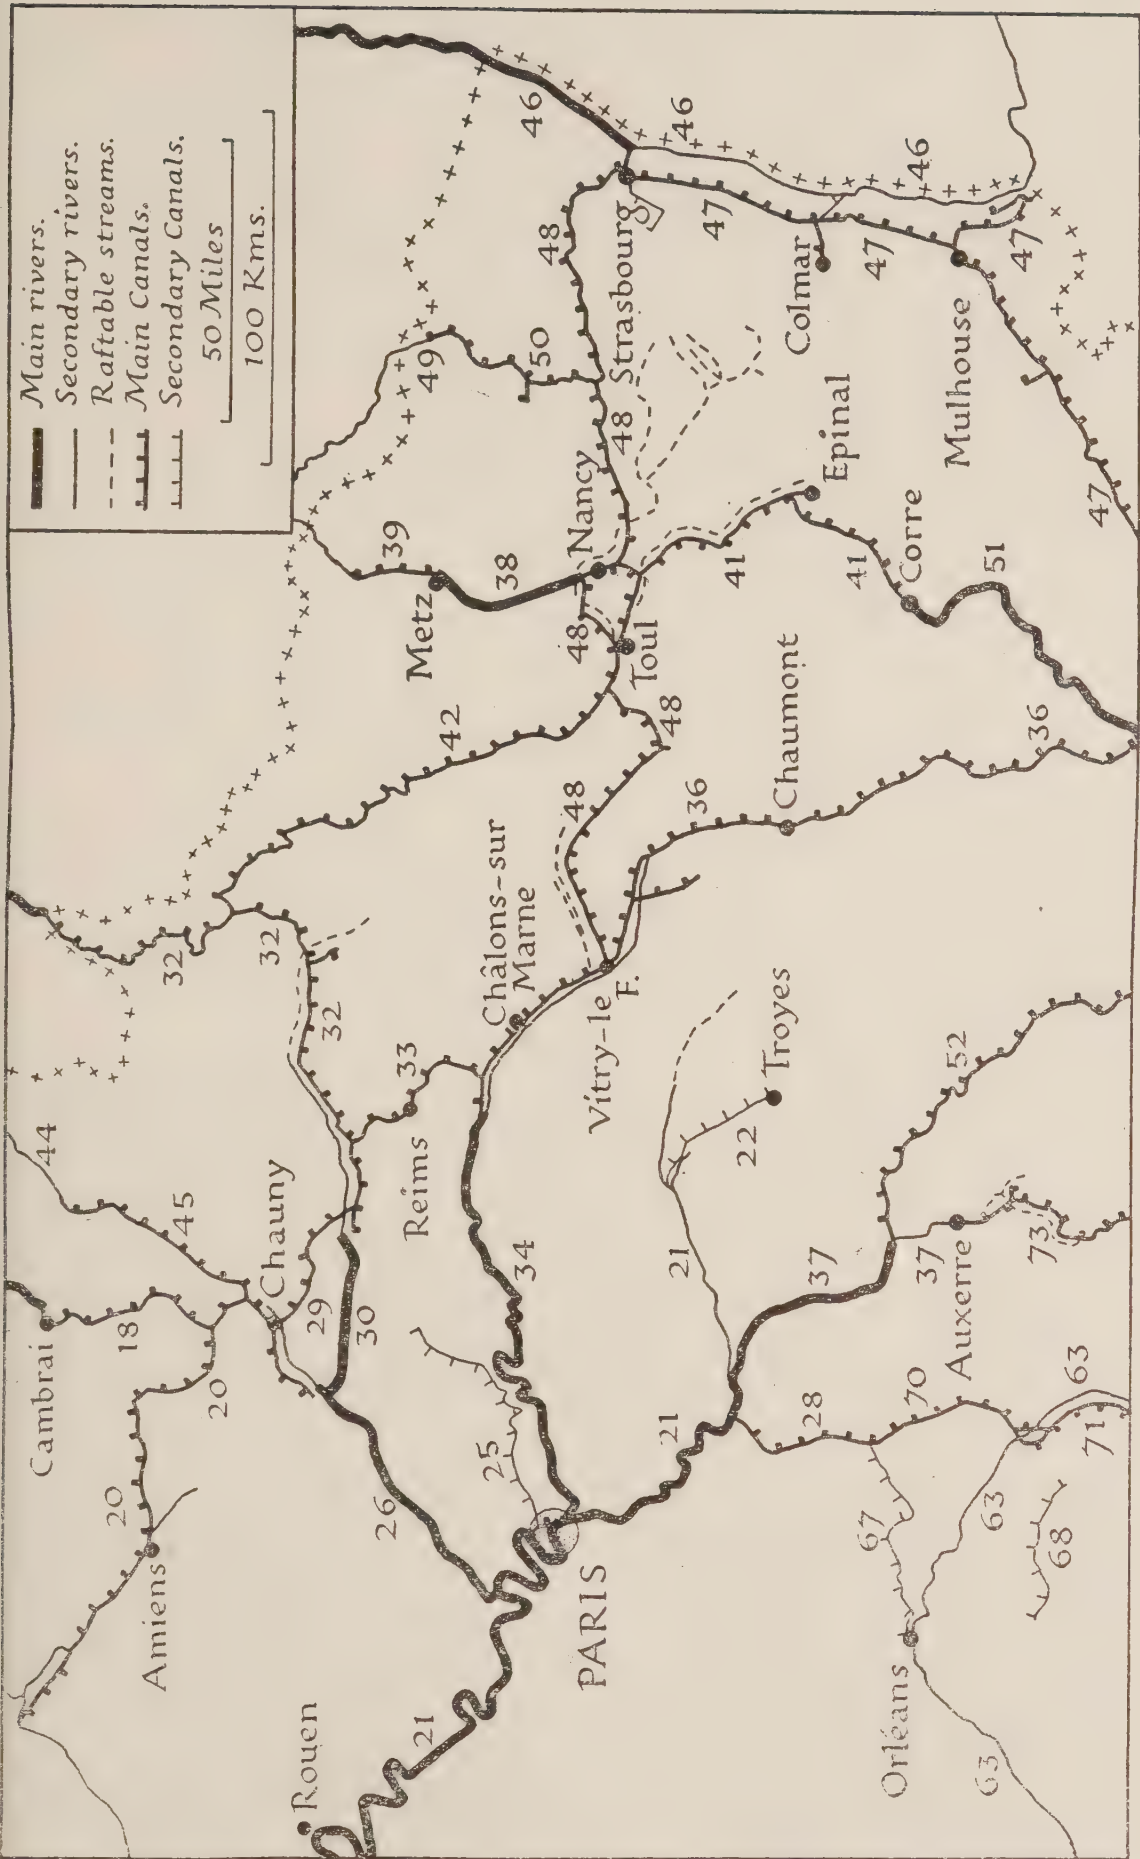 Main rivers.
Secondary rivers.
Raftable streams.
Main Canals.
Secondary Canals.
50 Miles
100 Kms.
44
Cambrai
18
45
32
32
32
42
20
20
Amiens
Chauny
29
30
33
Reims
Metz
39
38
49
50
48
46
46
46
Rouen
21
26
25
34
Châlons-sur
Marne
48
48
Nancy
48
Strasbourg
47
PARIS
Vitry-le
F.
48
Toul
41
Colmar
47
21
21
22
Troyes
36
Chaumont
41
Epinal
Mulhouse
47
28
37
Corre
51
47
Orléans
67
70
Auxerre
37
52
36
63
63
68
71
63
73